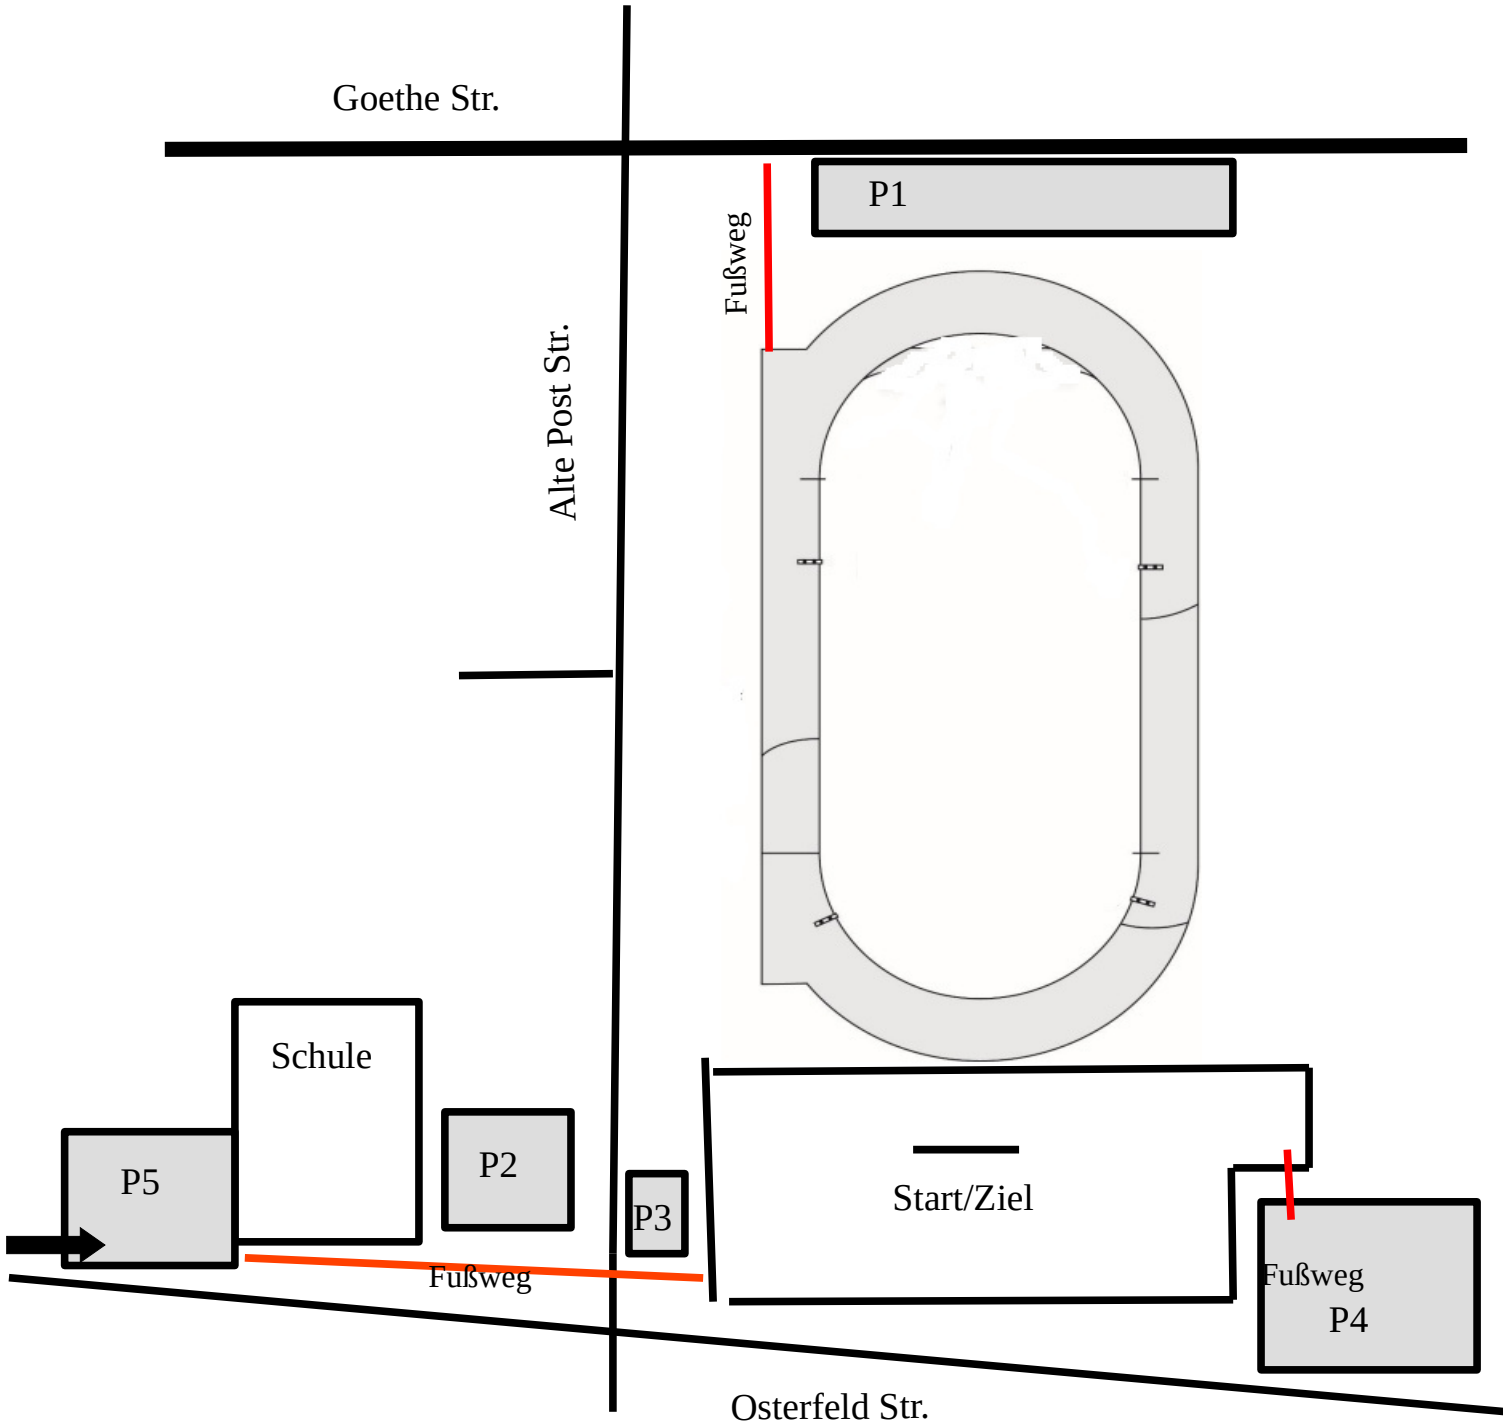 Goethe Str.
P1
Fußweg
Alte Post Str.
Schule
P2
P5
Start/Ziel
P3
Fußweg
Fußweg
P4
Osterfeld Str.